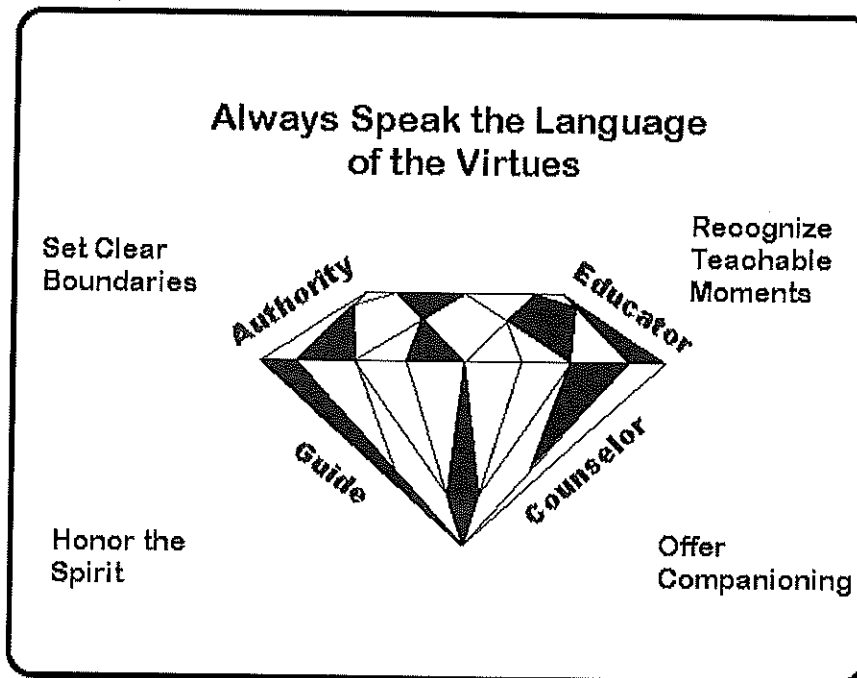 Always Speak the Language
of the Virtues
Set Clear
Boundaries
Authority
Educator
Recognize
Teachable
Moments
Guide
Counselor
Honor the
Spirit
Offer
Companioning